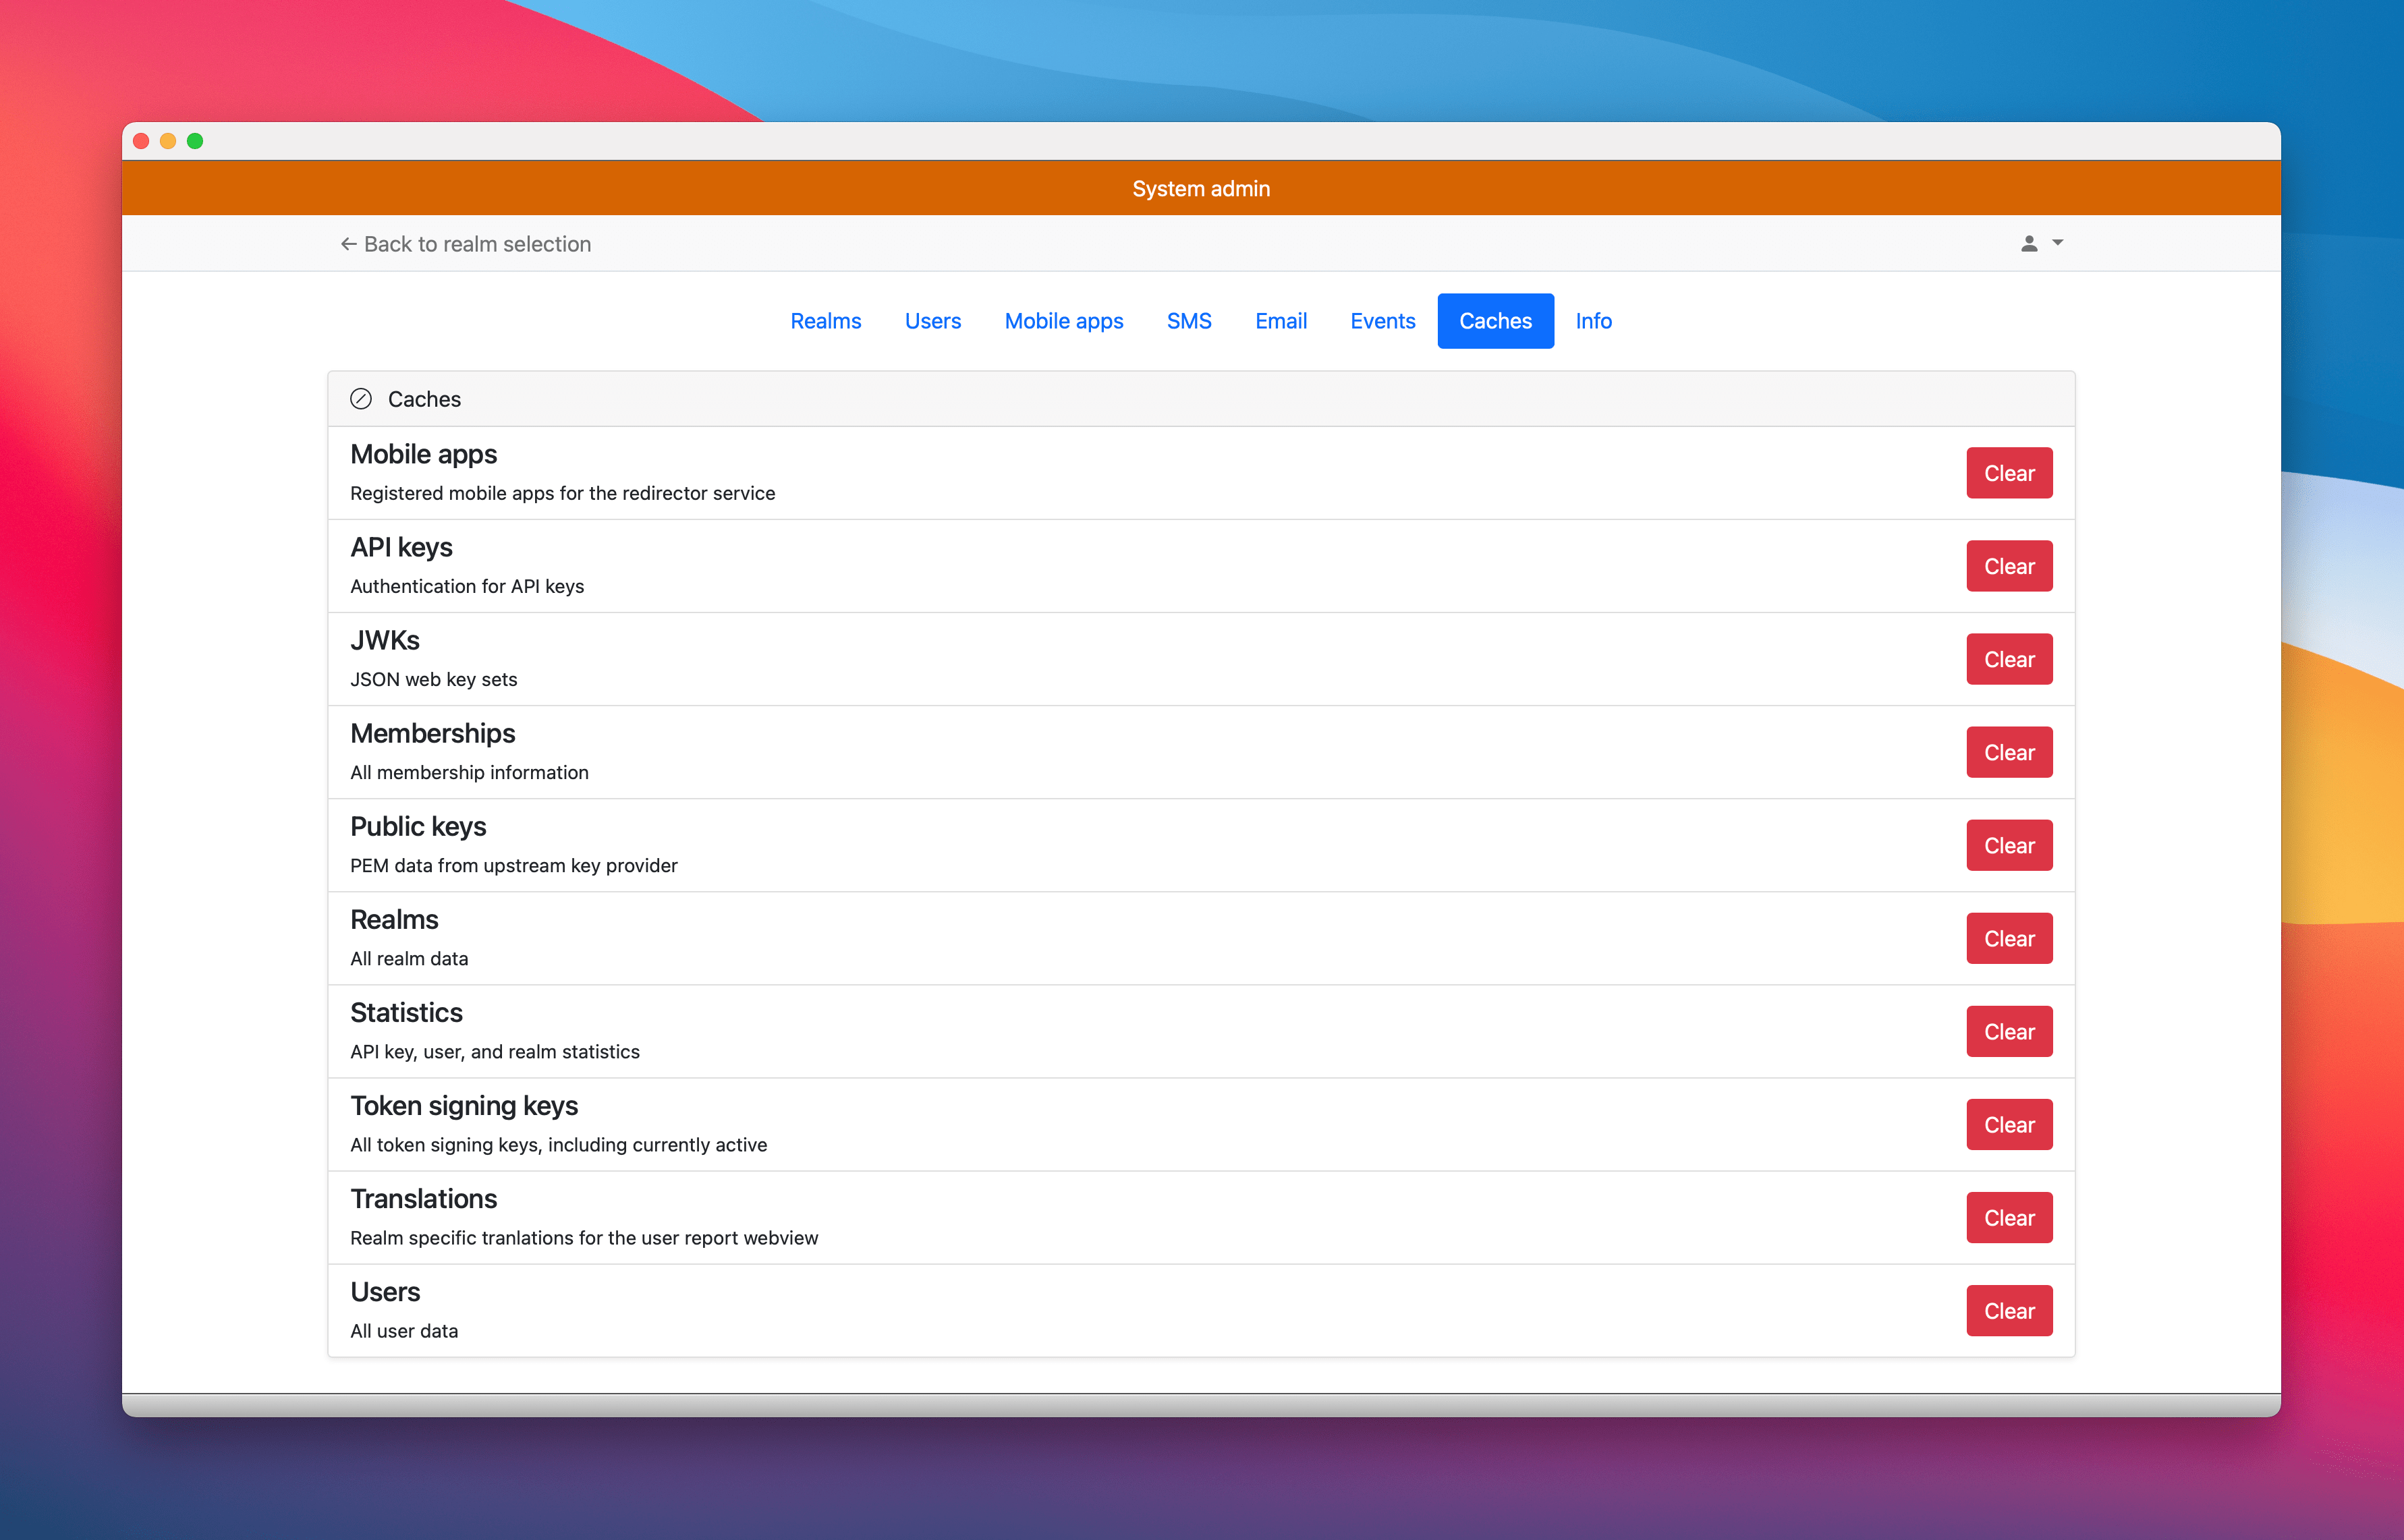 System admin
← Back to realm selection
Realms Users Mobile apps SMS Email Events Caches Info
Caches
Mobile apps
Registered mobile apps for the redirector service
Clear
API keys
Authentication for API keys
Clear
JWKs
JSON web key sets
Clear
Memberships
All membership information
Clear
Public keys
PEM data from upstream key provider
Clear
Realms
All realm data
Clear
Statistics
API key, user, and realm statistics
Clear
Token signing keys
All token signing keys, including currently active
Clear
Translations
Realm specific tranlations for the user report webview
Clear
Users
All user data
Clear